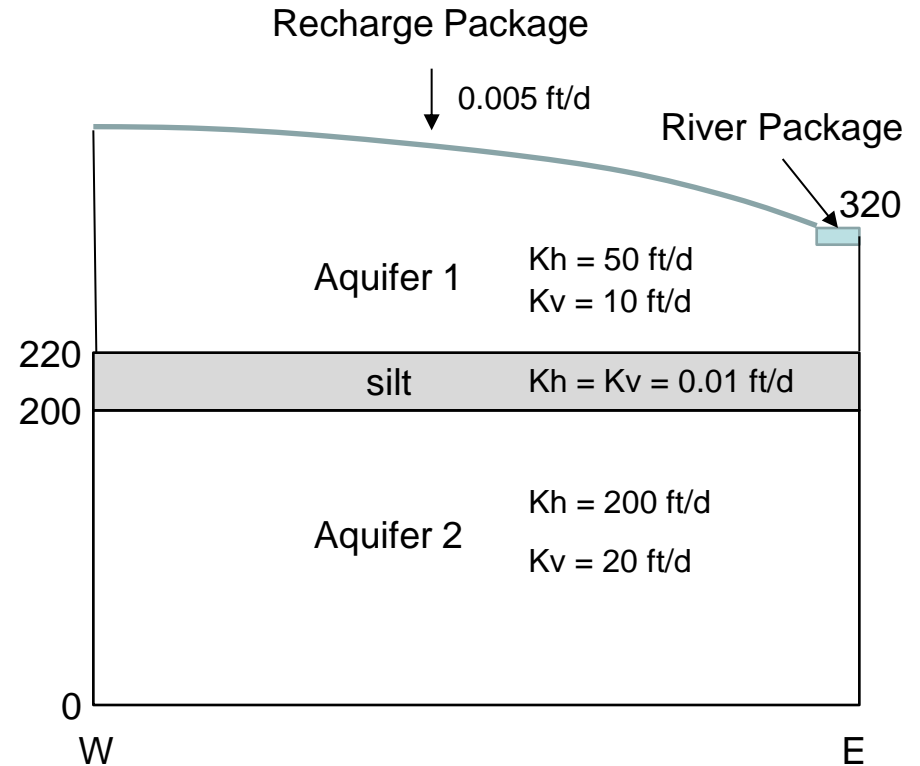 Recharge Package
0.005 ft/d
River Package
320
Aquifer 1
Kh = 50 ft/d
Kv = 10 ft/d
220
silt
Kh = Kv = 0.01 ft/d
200
Kh = 200 ft/d
Aquifer 2
Kv = 20 ft/d
0
W
E